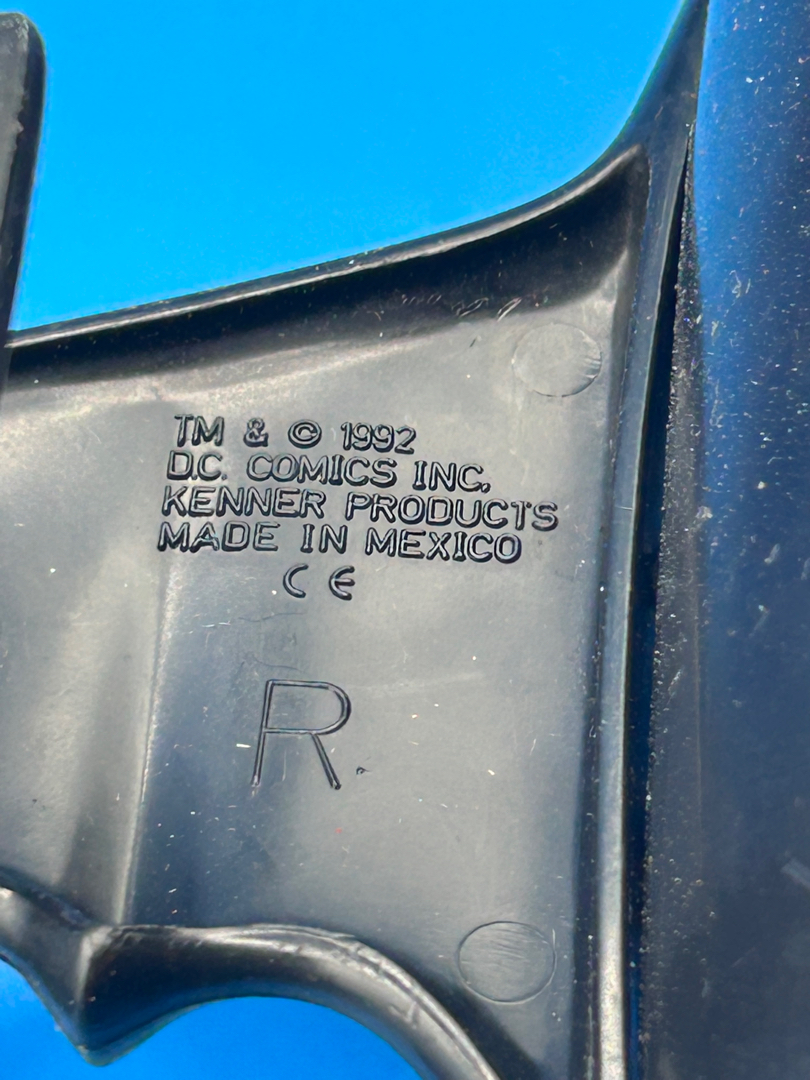 TM & © 1992
D.C. COMICS INC.
KENNER PRODUCTS
MADE IN MEXICO
CE
R.